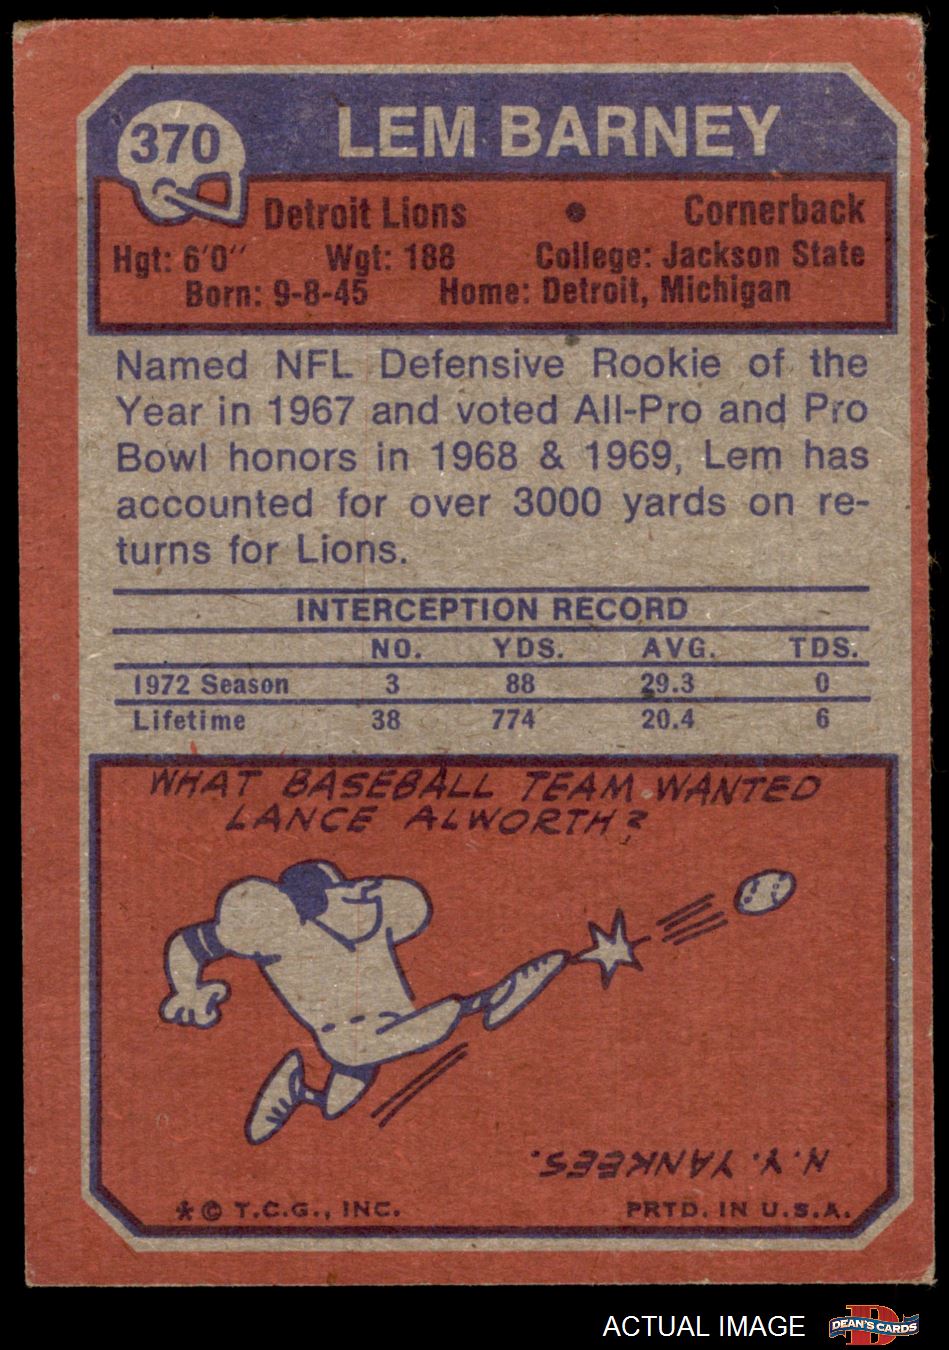 370
LEM BARNEY
Detroit Lions • Cornerback
Hgt: 6'0" Wgt: 188 College: Jackson State
Born: 9-8-45 Home: Detroit, Michigan
Named NFL Defensive Rookie of the
Year in 1967 and voted All-Pro and Pro
Bowl honors in 1968 & 1969, Lem has
accounted for over 3000 yards on re-
turns for Lions.
INTERCEPTION RECORD
NO. YDS. AVG. TDS.
1972 Season 3 88 29.3 0
Lifetime 38 774 20.4 6
WHAT BASEBALL TEAM WANTED
LANCE ALWORTH?
N.Y. YANKEES.
* © T.C.G., INC. PRTD. IN U.S.A.
ACTUAL IMAGE
D
DEAN'S CARDS